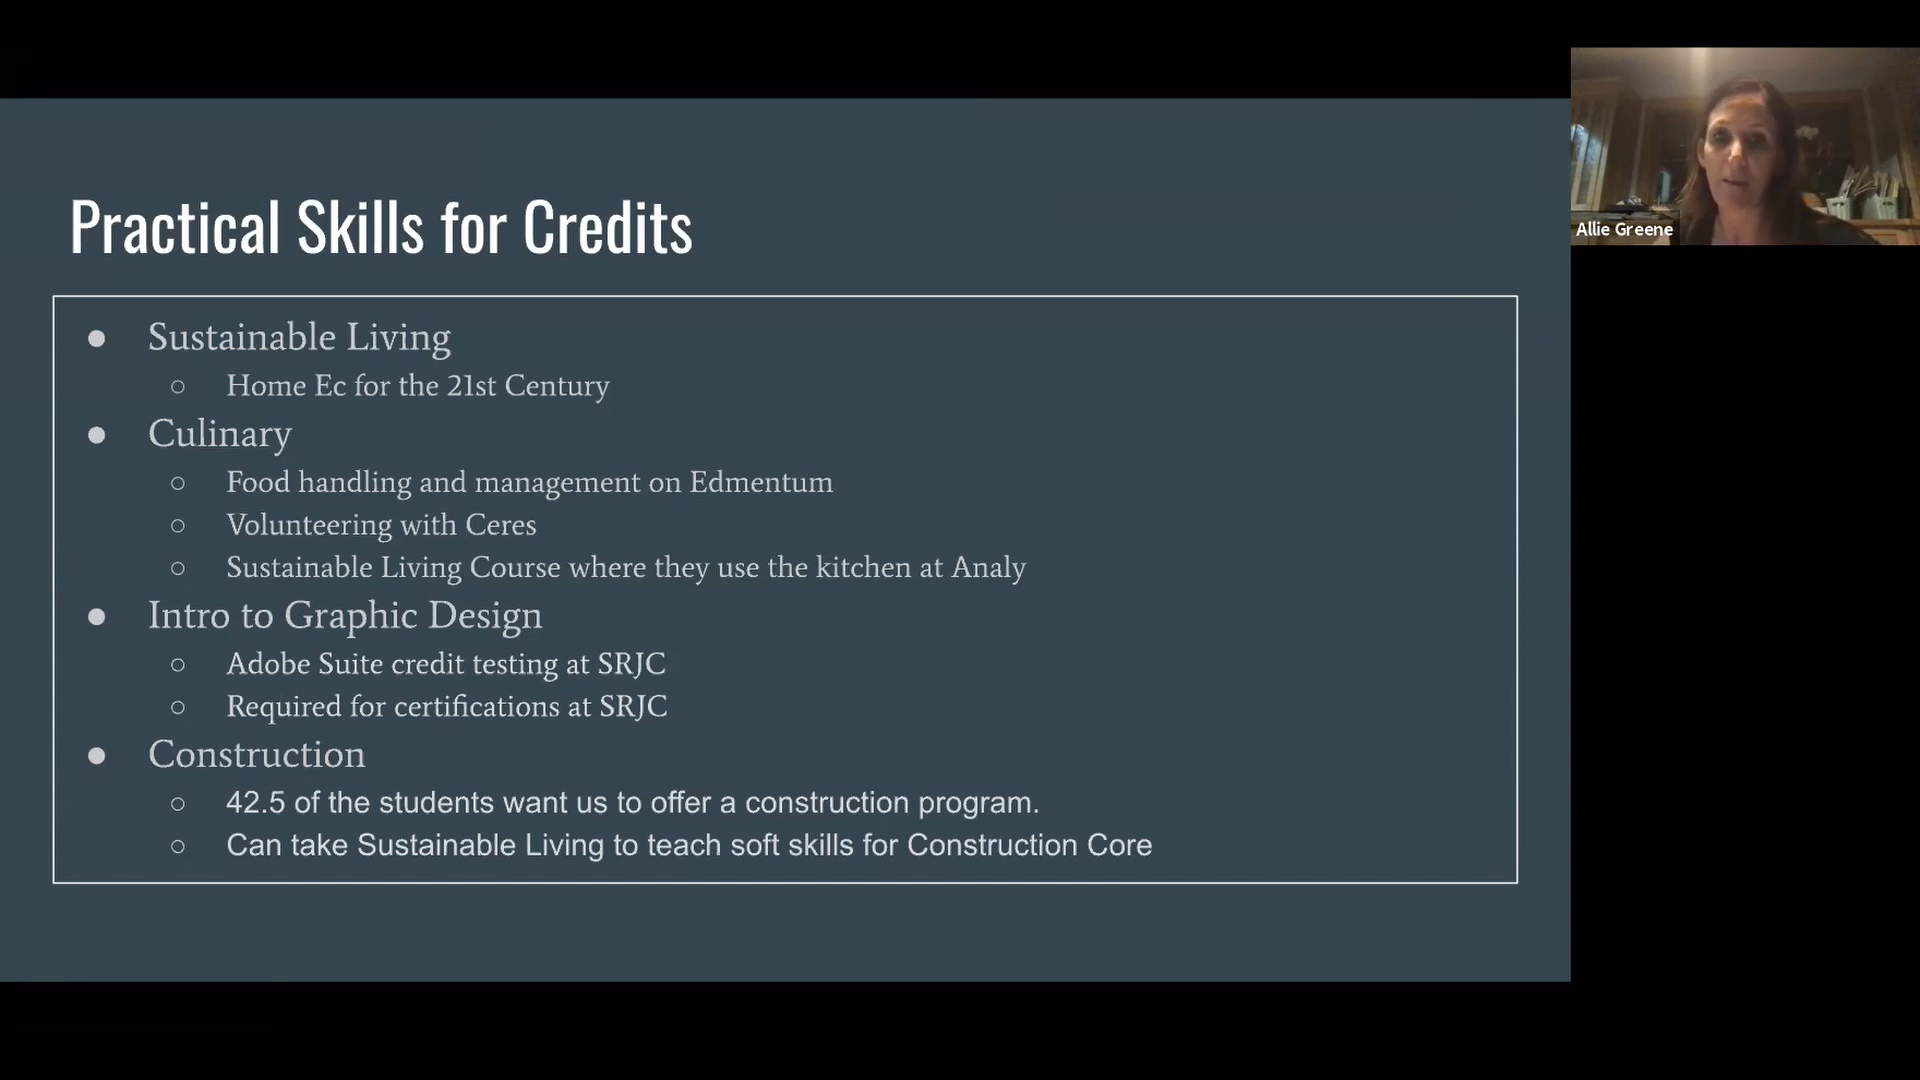 Practical Skills for Credits
● Sustainable Living
○ Home Ec for the 21st Century
● Culinary
○ Food handling and management on Edmentum
○ Volunteering with Ceres
○ Sustainable Living Course where they use the kitchen at Analy
● Intro to Graphic Design
○ Adobe Suite credit testing at SRJC
○ Required for certifications at SRJC
● Construction
○ 42.5 of the students want us to offer a construction program.
○ Can take Sustainable Living to teach soft skills for Construction Core
Allie Greene